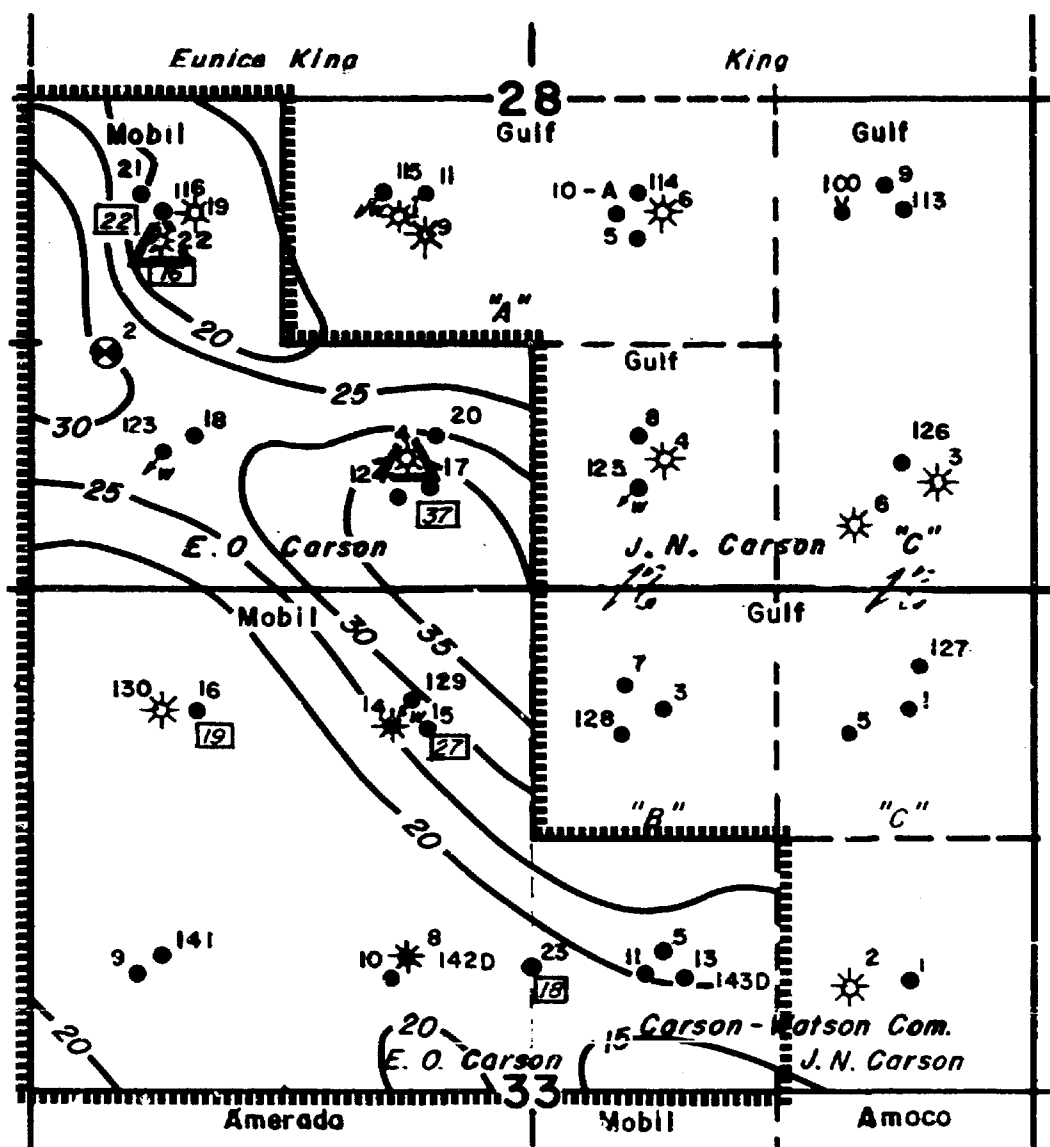 Eunice King King
28
Mobil Gulf Gulf
21 116 19 115 11 10-A 114 6 100 9 113
22 22 9 5
16
"A"
20
2
Gulf
25
30 123 18 20 8 4 126 3
W 124 17 125 W 6
25 37
E. O. Carson J. N. Carson "C"
Mobil Gulf
30 35 127
130 16 14 129 7 3 1
W 15 128 5
19 27
"B" "C"
20
9 141 8 23 5 2 1
10 142D 11 13 143D
18
20 20 15 Carson-Watson Com.
E. O. Carson J. N. Carson
33
Amerada Mobil Amoco